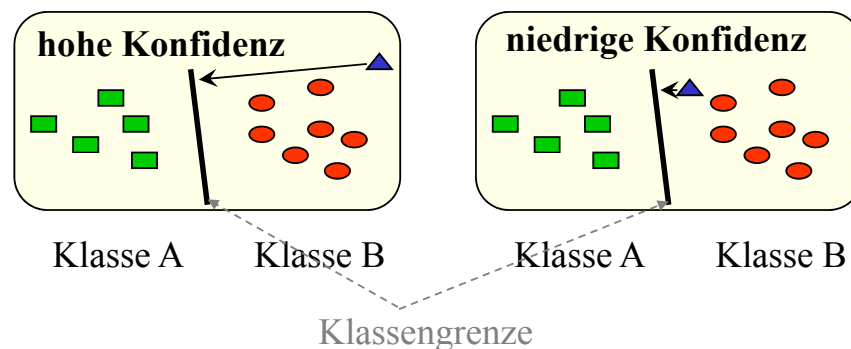 hohe Konfidenz
niedrige Konfidenz
Klasse A
Klasse B
Klasse A
Klasse B
Klassengrenze